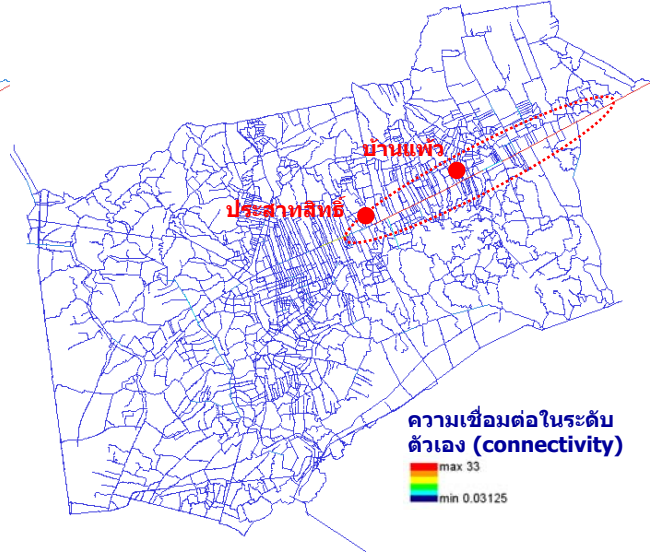 บ้านแพ้ว
ประสาทสิทธิ์
ความเชื่อมต่อในระดับ
ตัวเอง (connectivity)
max 33
min 0.03125